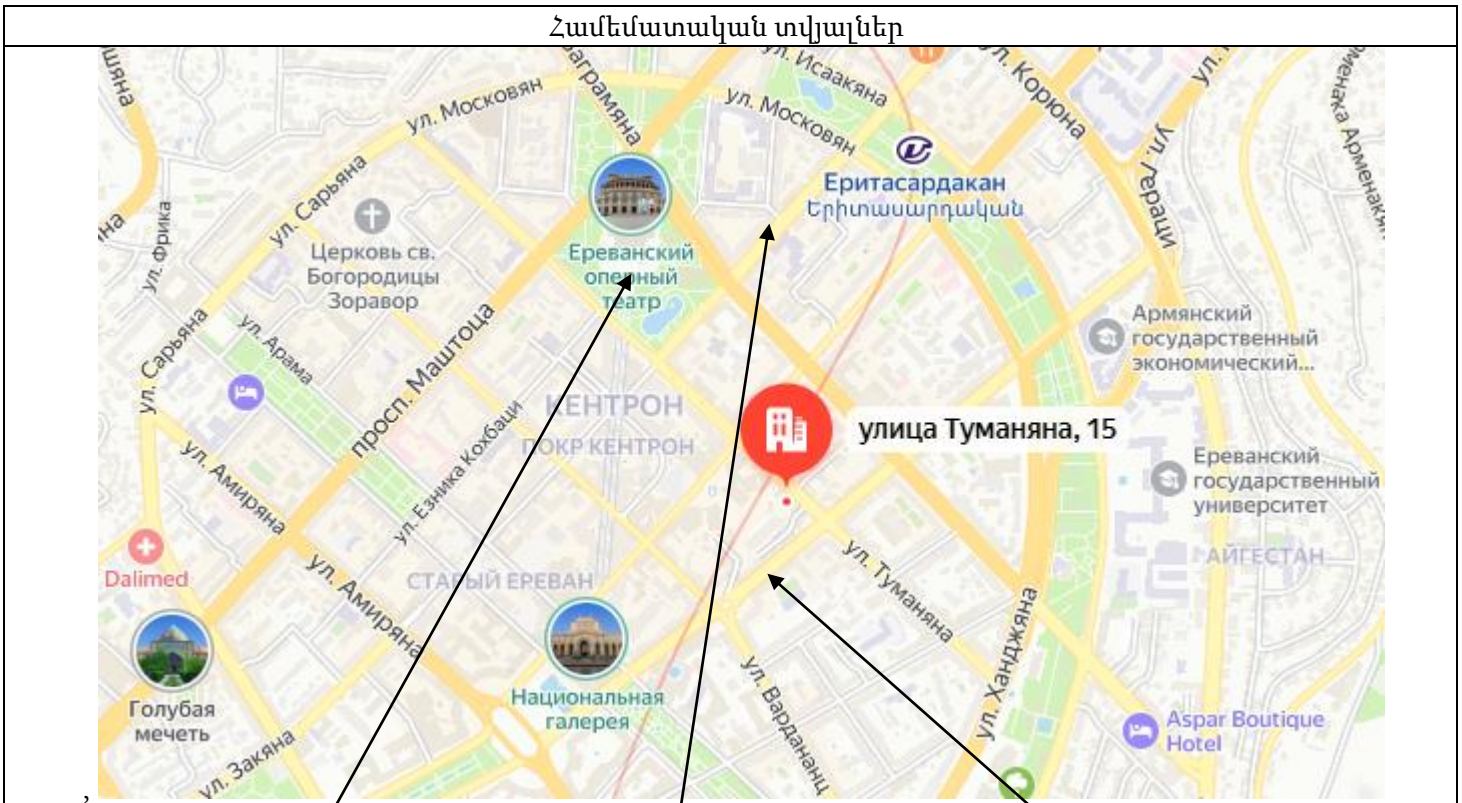 Համեմատական տվյալներ
ул. Исаакяна
ул. Корюна
ул. Московян
ул. Московян
ул. Гераци
Еритасардакан
Երիտասարդական
ул. Сарьяна
ул. Фрика
Церковь св.
Богородицы
Зоравор
Ереванский
оперный
театр
Армянский
государственный
экономический...
ул. Сарьяна
ул. Арама
просп. Маштоца
КЕНТРОН
ПОКР КЕНТРОН
улица Туманяна, 15
ул. Езника Кохбаци
Ереванский
государственный
университет
ул. Амиряна
АЙГЕСТАН
Dalimed
ул. Амиряна
СТАРЫЙ ЕРЕВАН
ул. Туманяна
ул. Ханджяна
Национальная
галерея
ул. Вардананц
Голубая
мечеть
Aspar Boutique
Hotel
ул. Закяна
,